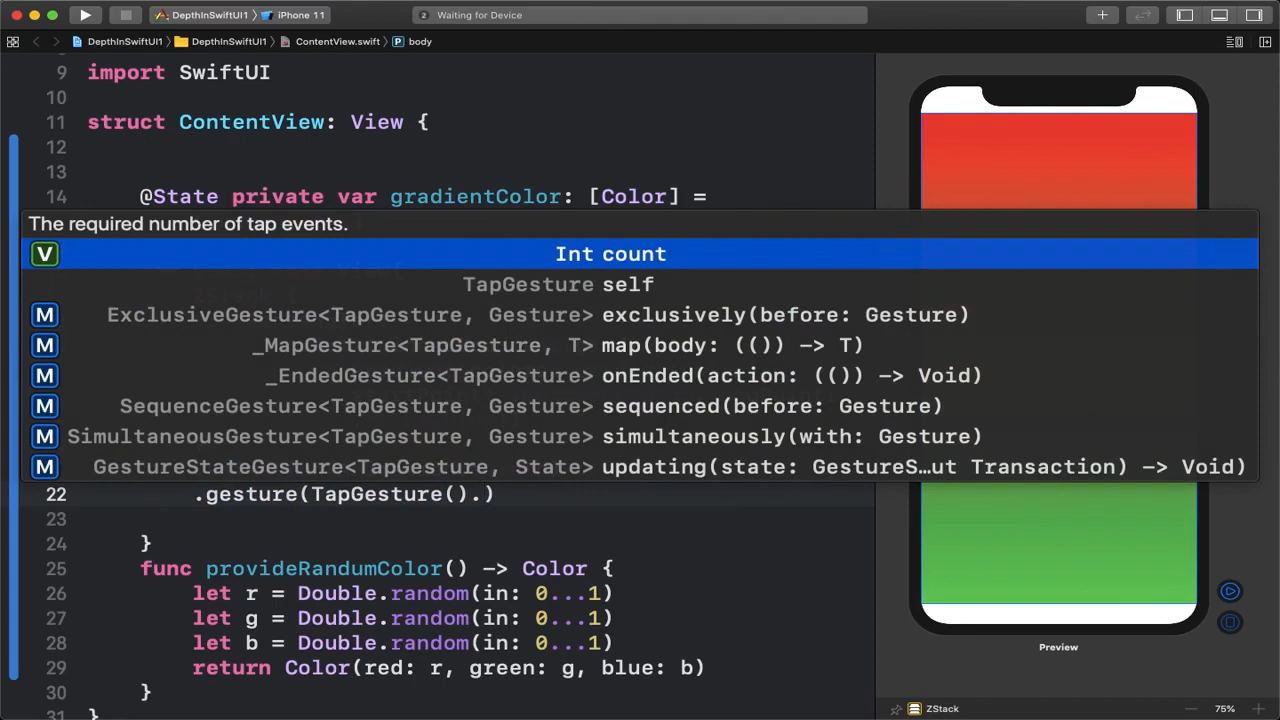 DepthInSwiftUI1 〉 iPhone 11
2 Waiting for Device
DepthInSwiftUI1 〉 DepthInSwiftUI1 〉 ContentView.swift 〉 P body
9 import SwiftUI
10
11 struct ContentView: View {
12
13
14 @State private var gradientColor: [Color] =
The required number of tap events.
V Int count
TapGesture self
M ExclusiveGesture<TapGesture, Gesture> exclusively(before: Gesture)
M _MapGesture<TapGesture, T> map(body: (()) -> T)
M _EndedGesture<TapGesture> onEnded(action: (()) -> Void)
M SequenceGesture<TapGesture, Gesture> sequenced(before: Gesture)
M SimultaneousGesture<TapGesture, Gesture> simultaneously(with: Gesture)
M GestureStateGesture<TapGesture, State> updating(state: GestureS…ut Transaction) -> Void)
22 .gesture(TapGesture().)
23
24 }
25 func provideRandumColor() -> Color {
26 let r = Double.random(in: 0...1)
27 let g = Double.random(in: 0...1)
28 let b = Double.random(in: 0...1)
29 return Color(red: r, green: g, blue: b)
30 }
}
Preview
ZStack
75%